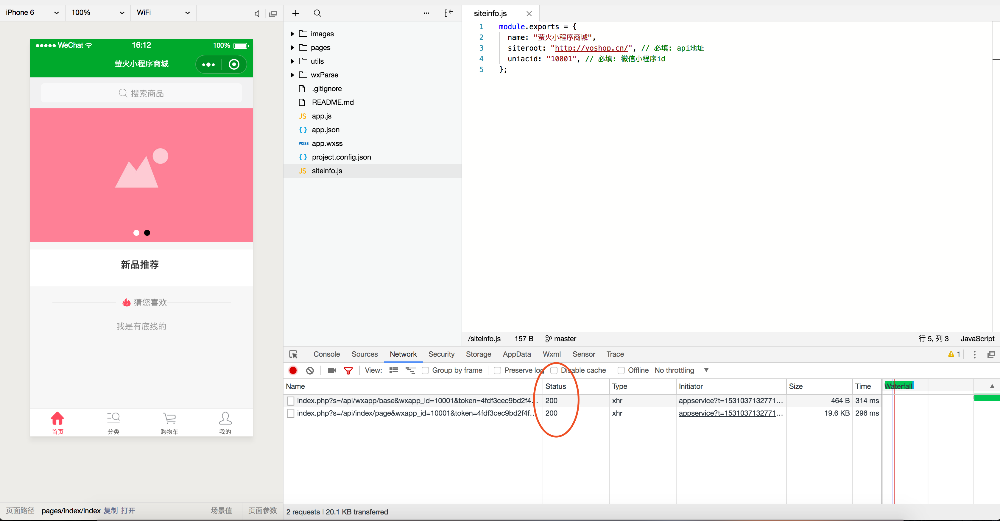 iPhone 6
100%
WiFi
WeChat
16:12
100%
萤火小程序商城
搜索商品
新品推荐
HOT
猜您喜欢
我是有底线的
首页
分类
购物车
我的
页面路径
pages/index/index
复制
打开
场景值
页面参数
images
pages
utils
wxParse
.gitignore
README.md
JS app.js
{ } app.json
wxss app.wxss
{ } project.config.json
JS siteinfo.js
siteinfo.js
1 module.exports = {
2 name: "萤火小程序商城",
3 siteroot: "http://yoshop.cn/", // 必填: api地址
4 uniacid: "10001", // 必填: 微信小程序id
5 };
/siteinfo.js 157 B master
行 5, 列 3 JavaScript
Console Sources Network Security Storage AppData Wxml Sensor Trace
1
View: Group by frame Preserve log Disable cache Offline No throttling
Name Status Type Initiator Size Time Waterfall
index.php?s=/api/wxapp/base&wxapp_id=10001&token=4fdf3cec9bd2f4... 200 xhr appservice?t=1531037132771... 464 B 314 ms
index.php?s=/api/index/page&wxapp_id=10001&token=4fdf3cec9bd2f4f... 200 xhr appservice?t=1531037132771... 19.6 KB 296 ms
2 requests | 20.1 KB transferred